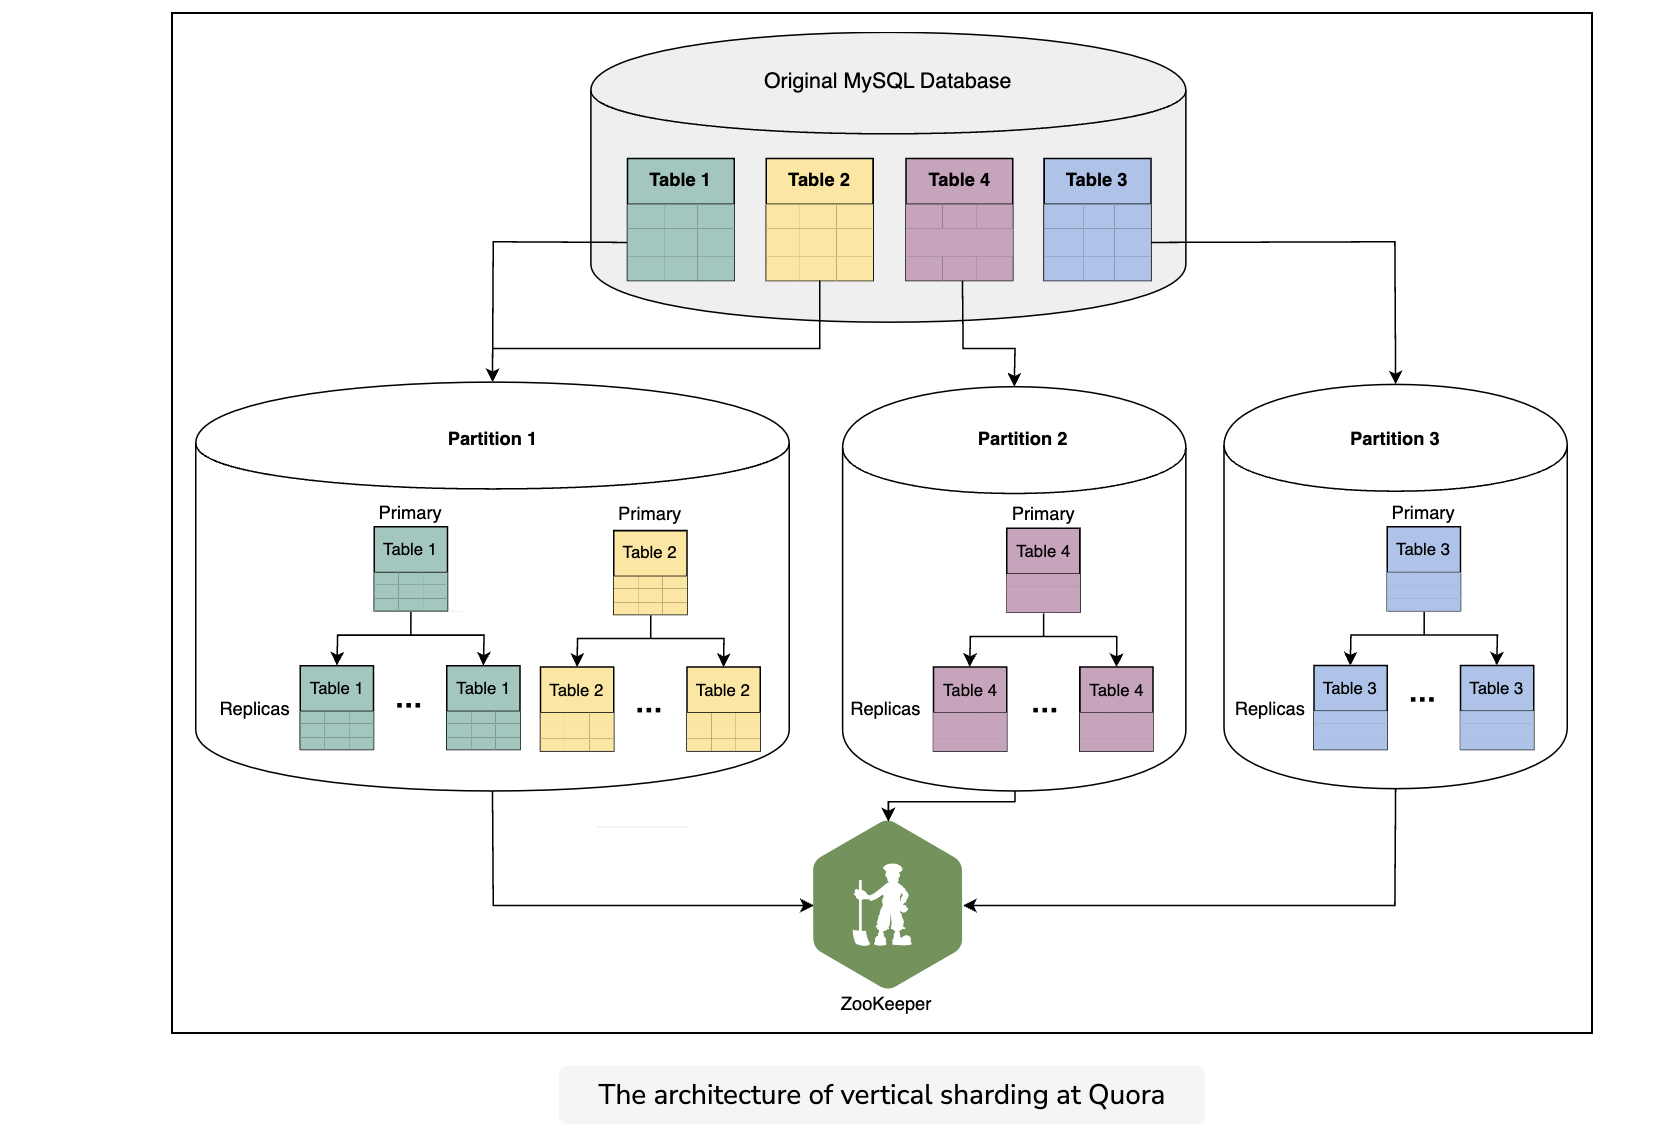 Original MySQL Database
Table 1
Table 2
Table 4
Table 3
Partition 1
Partition 2
Partition 3
Primary
Primary
Primary
Primary
Table 1
Table 2
Table 4
Table 3
Replicas
Table 1
...
Table 1
Table 2
...
Table 2
Replicas
Table 4
...
Table 4
Replicas
Table 3
...
Table 3
ZooKeeper
The architecture of vertical sharding at Quora